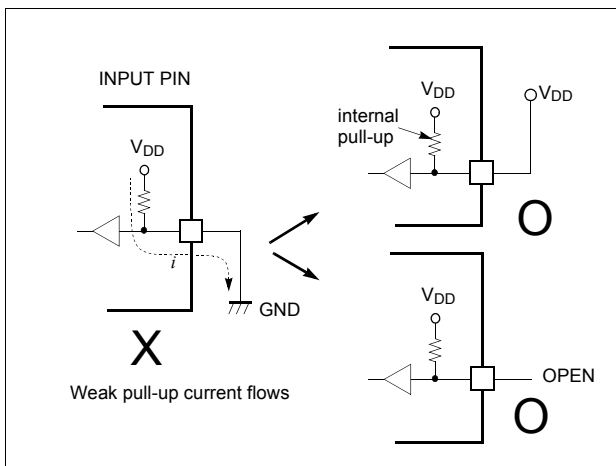 INPUT PIN
VDD
i
GND
X
Weak pull-up current flows
VDD
internal
pull-up
VDD
O
VDD
OPEN
O